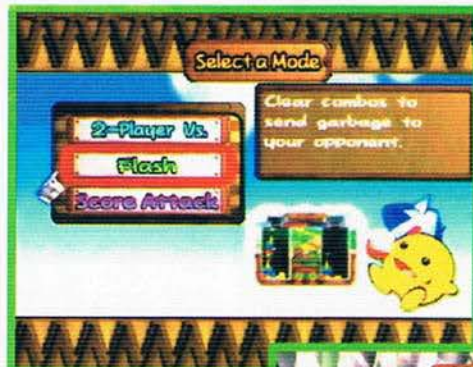 Select a Mode
Clear combos to
send garbage to
your opponent.
2-Player Vs.
Flash
Score Attack